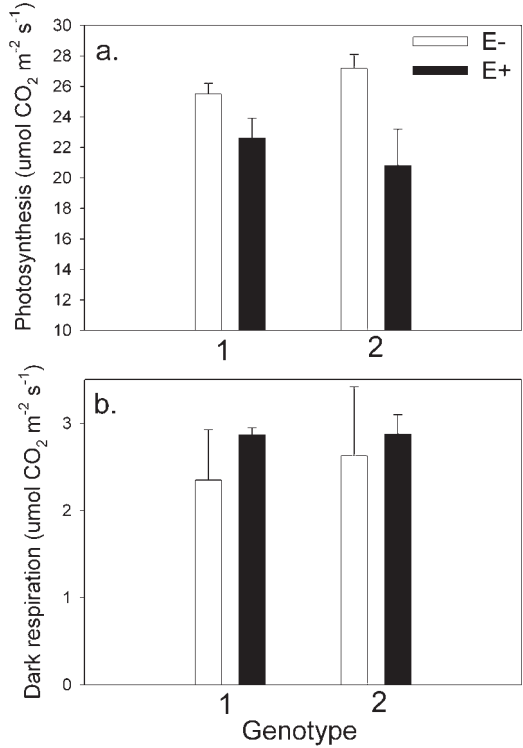 a.
E-
E+
Photosynthesis (umol CO₂ m⁻² s⁻¹)
30
28
26
24
22
20
18
16
14
12
10
1 2
b.
Dark respiration (umol CO₂ m⁻² s⁻¹)
3
2
1
0
1 2
Genotype